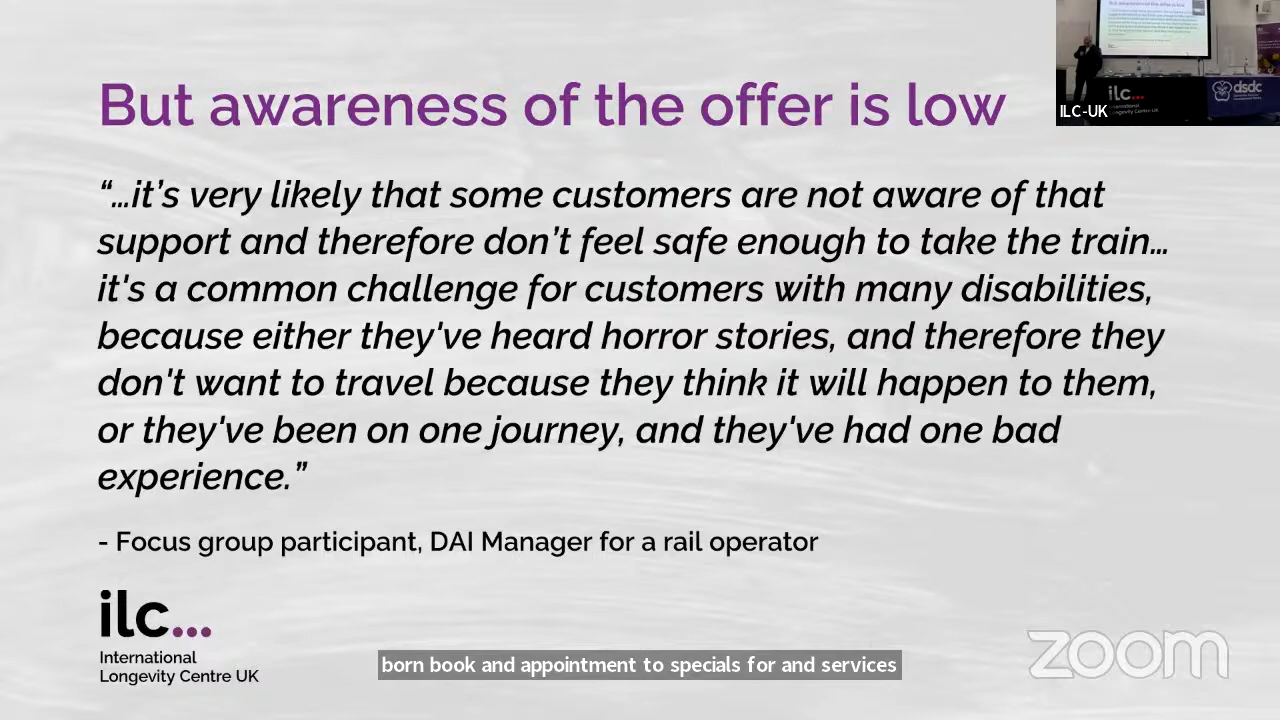 But awareness of the offer is low
“…it’s very likely that some customers are not aware of that
support and therefore don’t feel safe enough to take the train…
it's a common challenge for customers with many disabilities,
because either they've heard horror stories, and therefore they
don't want to travel because they think it will happen to them,
or they've been on one journey, and they've had one bad
experience.”
- Focus group participant, DAI Manager for a rail operator
ilc...
International
Longevity Centre UK
born book and appointment to specials for and services
zoom
ilc...
International
Longevity Centre UK
dsdc
ILC-UK